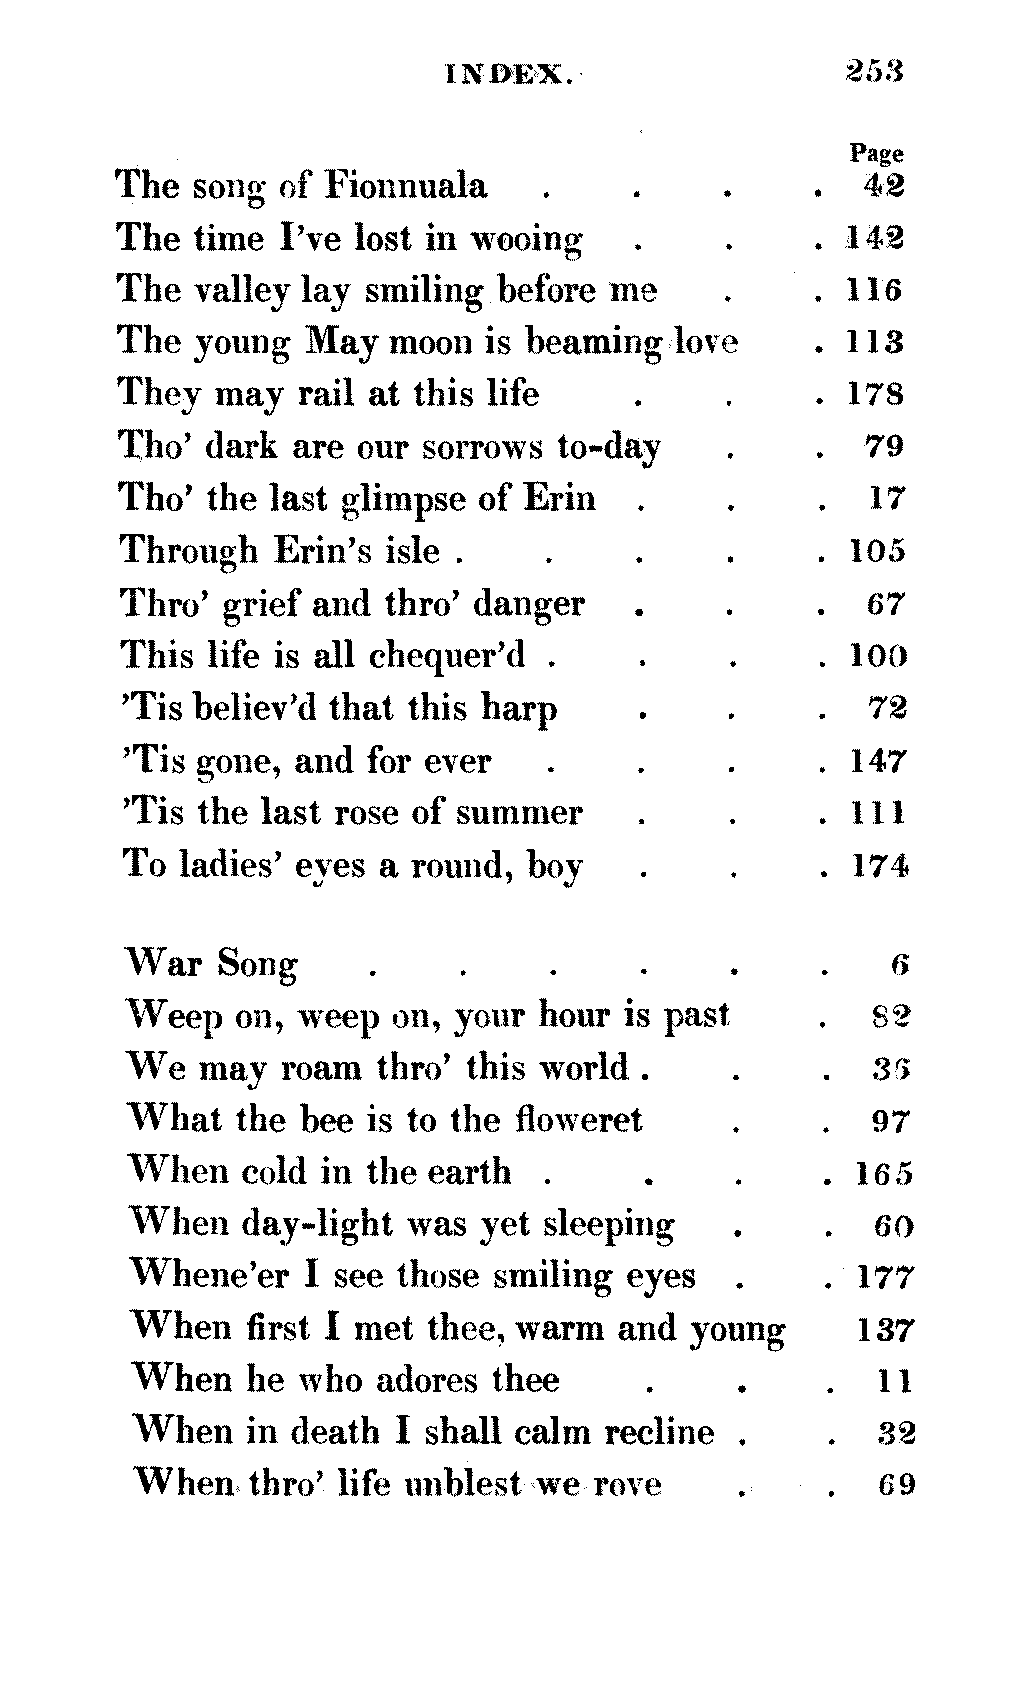 INDEX. 253
Page
The song of Fionnuala . . . . 42
The time I've lost in wooing . . . 142
The valley lay smiling before me . . 116
The young May moon is beaming love . 113
They may rail at this life . . . 178
Tho' dark are our sorrows to-day . . 79
Tho' the last glimpse of Erin . . . 17
Through Erin's isle . . . . . 105
Thro' grief and thro' danger . . . 67
This life is all chequer'd . . . . 100
'Tis believ'd that this harp . . . 72
'Tis gone, and for ever . . . . 147
'Tis the last rose of summer . . . 111
To ladies' eyes a round, boy . . . 174
War Song . . . . . . 6
Weep on, weep on, your hour is past . 82
We may roam thro' this world . . . 36
What the bee is to the floweret . . 97
When cold in the earth . . . . 165
When day-light was yet sleeping . . 60
Whene'er I see those smiling eyes . . 177
When first I met thee, warm and young 137
When he who adores thee . . . 11
When in death I shall calm recline . . 32
When thro' life unblest we rove . . 69